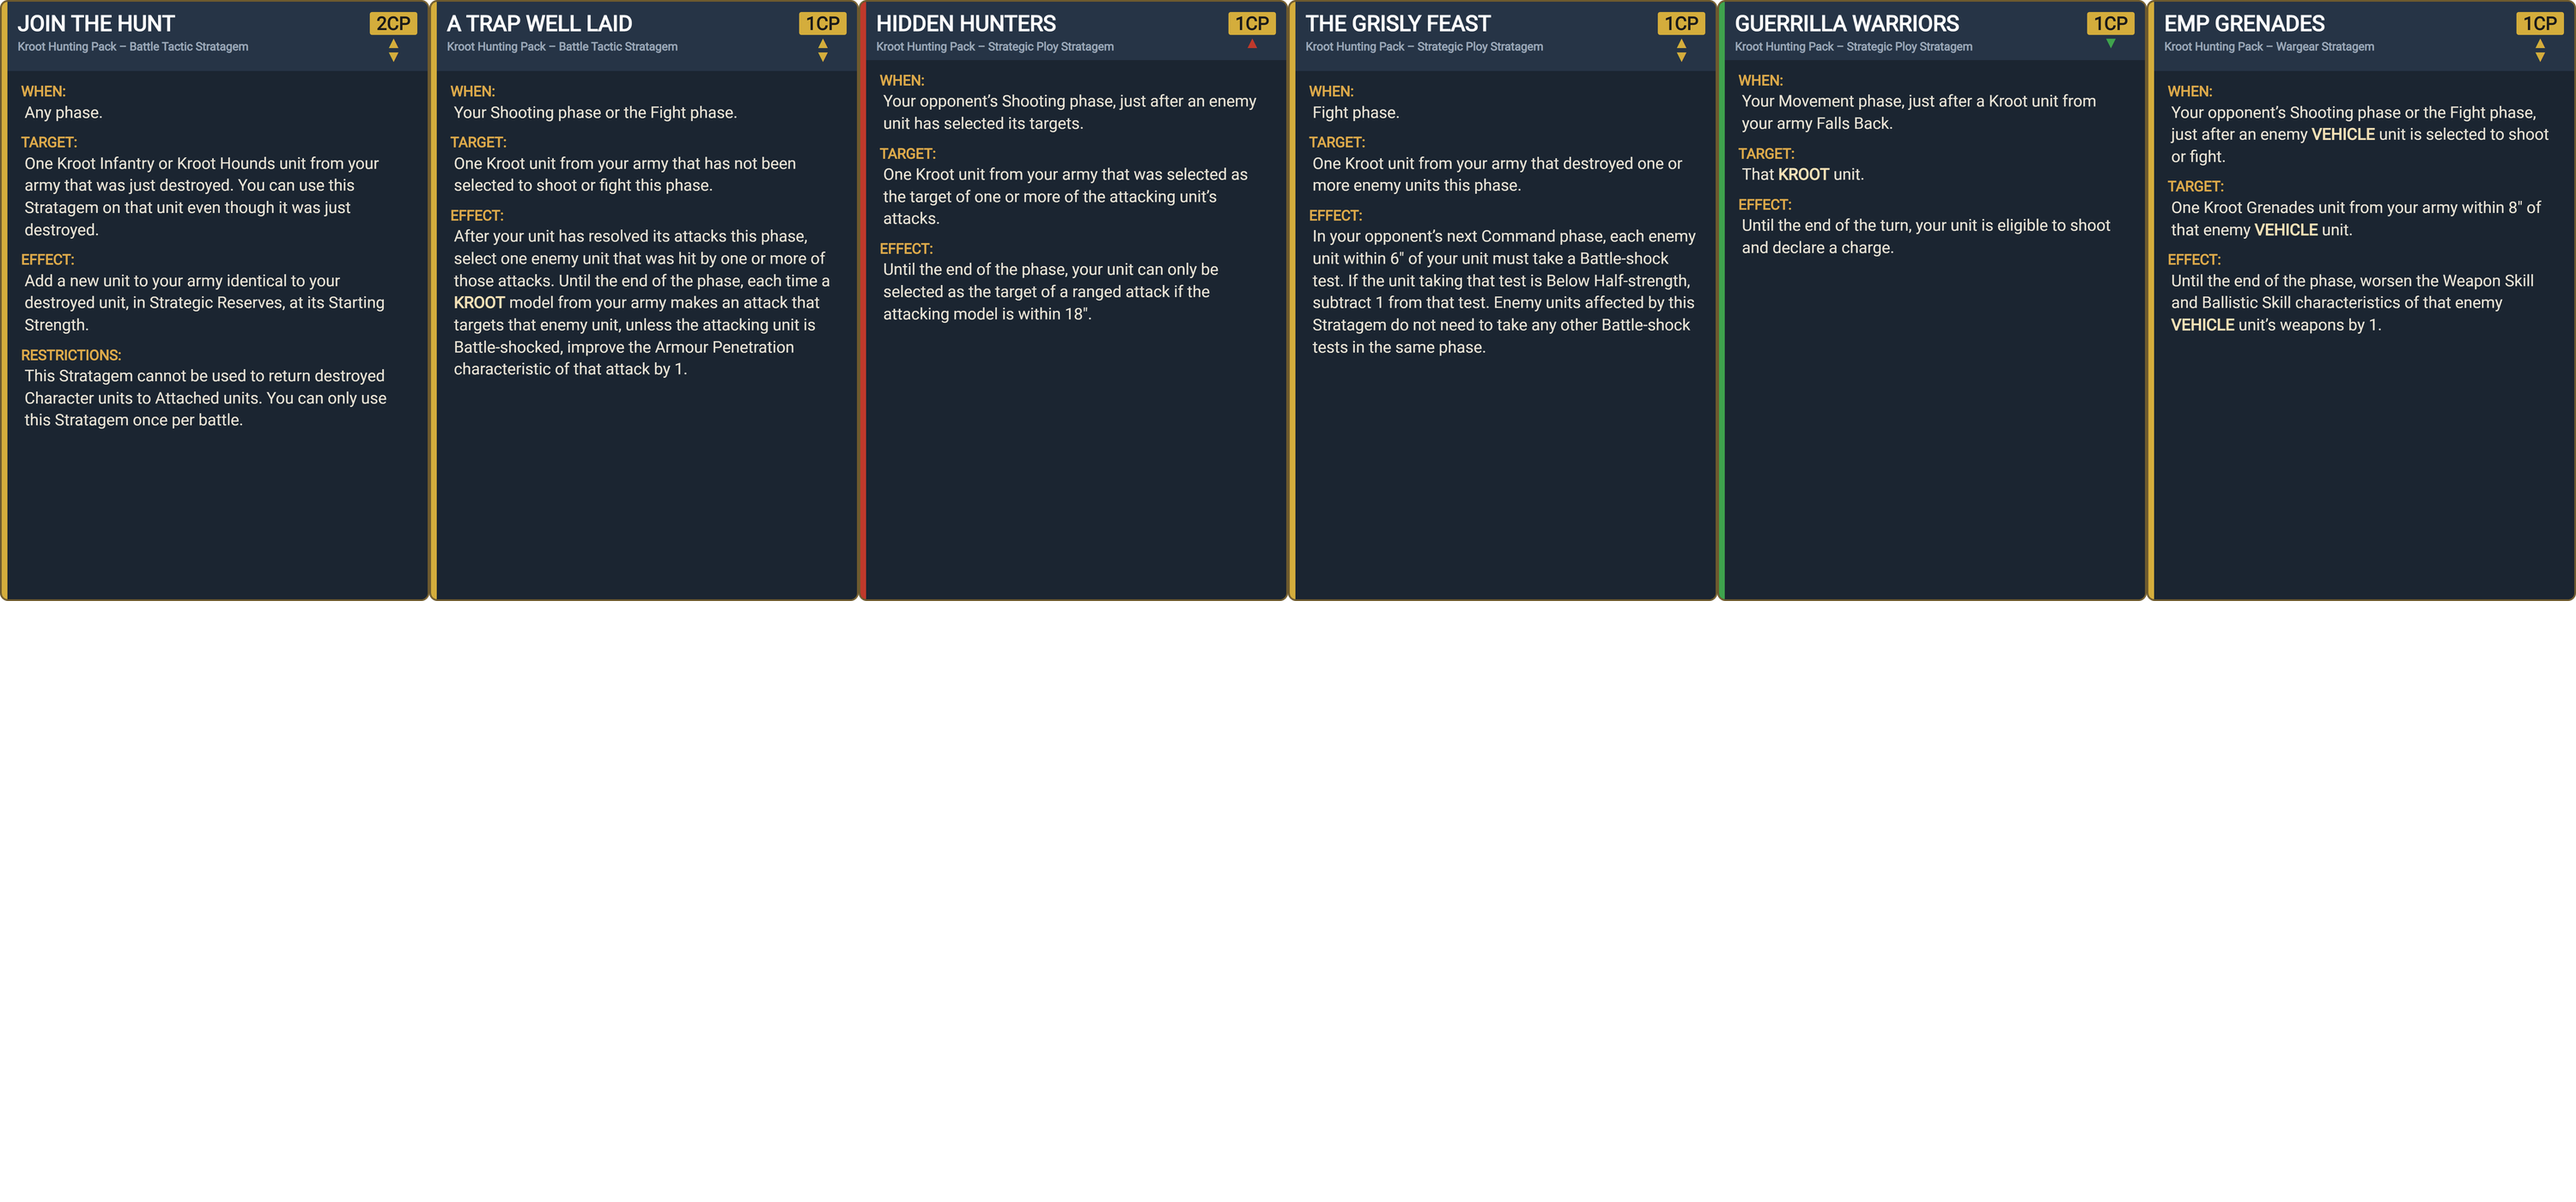 JOIN THE HUNT
2CP
Kroot Hunting Pack – Battle Tactic Stratagem
WHEN:
Any phase.
TARGET:
One Kroot Infantry or Kroot Hounds unit from your
army that was just destroyed. You can use this
Stratagem on that unit even though it was just
destroyed.
EFFECT:
Add a new unit to your army identical to your
destroyed unit, in Strategic Reserves, at its Starting
Strength.
RESTRICTIONS:
This Stratagem cannot be used to return destroyed
Character units to Attached units. You can only use
this Stratagem once per battle.
A TRAP WELL LAID
1CP
Kroot Hunting Pack – Battle Tactic Stratagem
WHEN:
Your Shooting phase or the Fight phase.
TARGET:
One Kroot unit from your army that has not been
selected to shoot or fight this phase.
EFFECT:
After your unit has resolved its attacks this phase,
select one enemy unit that was hit by one or more of
those attacks. Until the end of the phase, each time a
KROOT model from your army makes an attack that
targets that enemy unit, unless the attacking unit is
Battle-shocked, improve the Armour Penetration
characteristic of that attack by 1.
HIDDEN HUNTERS
1CP
Kroot Hunting Pack – Strategic Ploy Stratagem
WHEN:
Your opponent’s Shooting phase, just after an enemy
unit has selected its targets.
TARGET:
One Kroot unit from your army that was selected as
the target of one or more of the attacking unit’s
attacks.
EFFECT:
Until the end of the phase, your unit can only be
selected as the target of a ranged attack if the
attacking model is within 18".
THE GRISLY FEAST
1CP
Kroot Hunting Pack – Strategic Ploy Stratagem
WHEN:
Fight phase.
TARGET:
One Kroot unit from your army that destroyed one or
more enemy units this phase.
EFFECT:
In your opponent’s next Command phase, each enemy
unit within 6" of your unit must take a Battle-shock
test. If the unit taking that test is Below Half-strength,
subtract 1 from that test. Enemy units affected by this
Stratagem do not need to take any other Battle-shock
tests in the same phase.
GUERRILLA WARRIORS
1CP
Kroot Hunting Pack – Strategic Ploy Stratagem
WHEN:
Your Movement phase, just after a Kroot unit from
your army Falls Back.
TARGET:
That KROOT unit.
EFFECT:
Until the end of the turn, your unit is eligible to shoot
and declare a charge.
EMP GRENADES
1CP
Kroot Hunting Pack – Wargear Stratagem
WHEN:
Your opponent’s Shooting phase or the Fight phase,
just after an enemy VEHICLE unit is selected to shoot
or fight.
TARGET:
One Kroot Grenades unit from your army within 8" of
that enemy VEHICLE unit.
EFFECT:
Until the end of the phase, worsen the Weapon Skill
and Ballistic Skill characteristics of that enemy
VEHICLE unit’s weapons by 1.